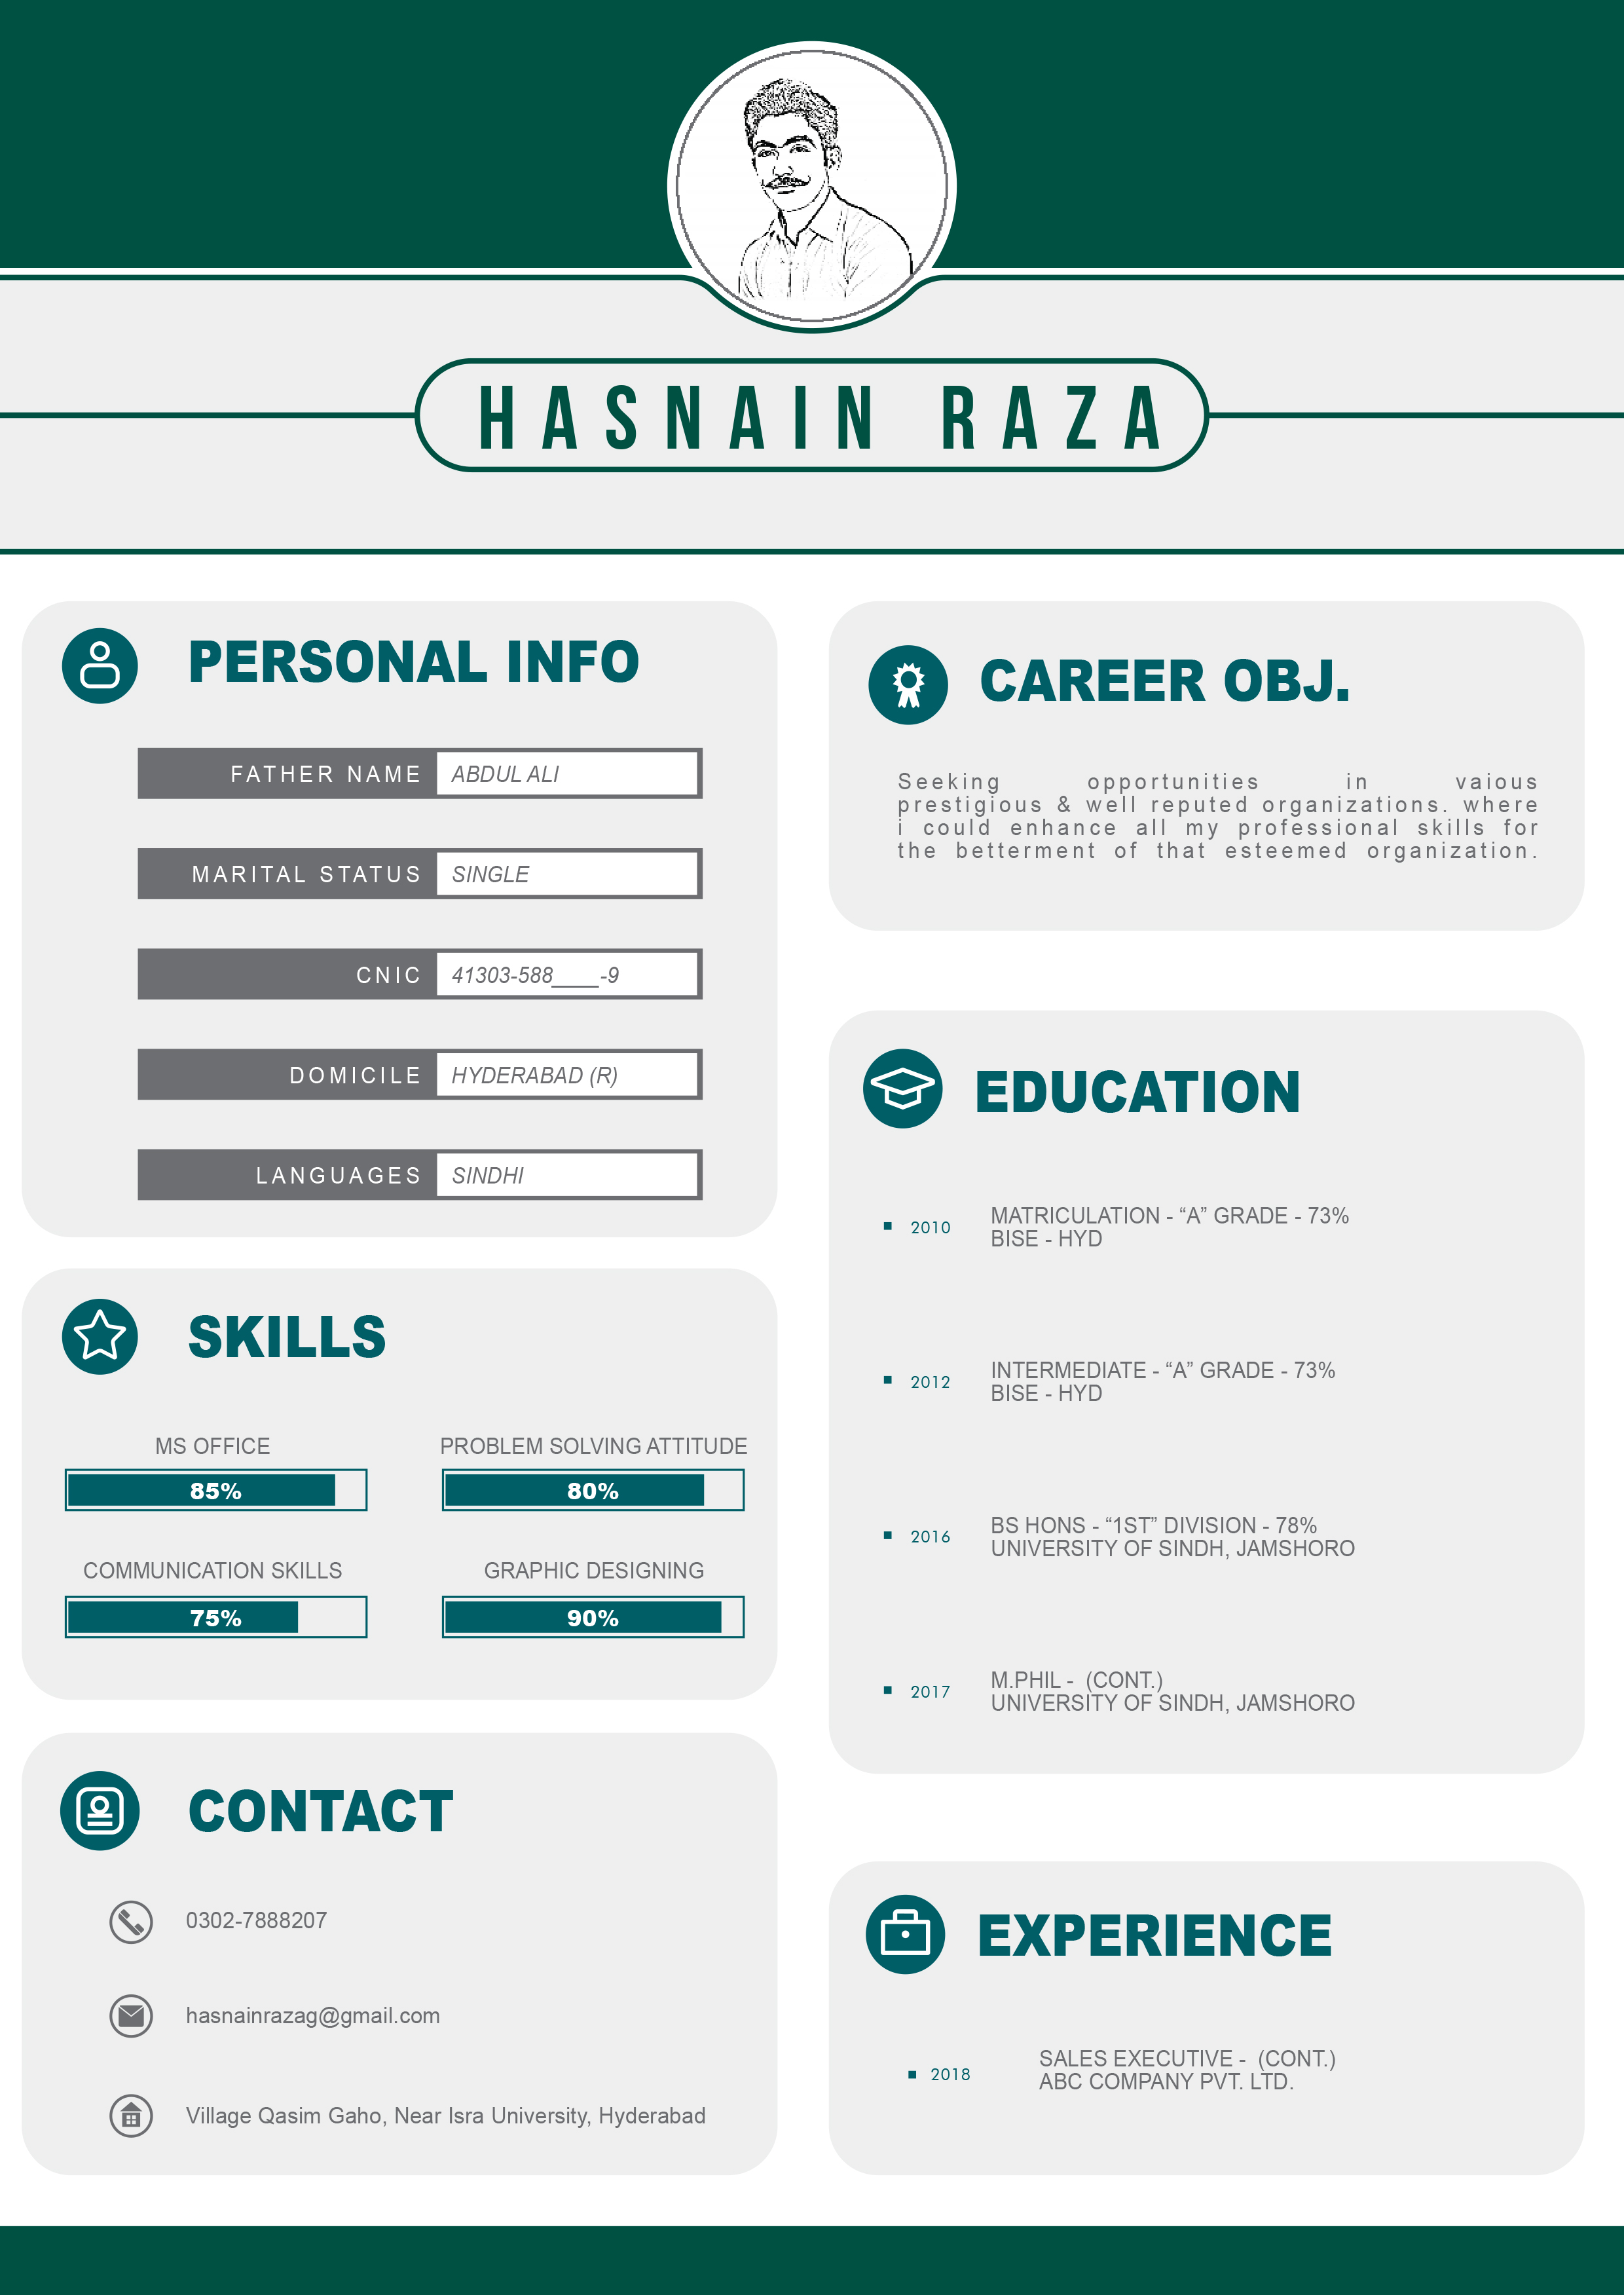 HASNAIN RAZA
PERSONAL INFO
FATHER NAME ABDUL ALI
MARITAL STATUS SINGLE
CNIC 41303-588____-9
DOMICILE HYDERABAD (R)
LANGUAGES SINDHI
SKILLS
MS OFFICE
85%
PROBLEM SOLVING ATTITUDE
80%
COMMUNICATION SKILLS
75%
GRAPHIC DESIGNING
90%
CONTACT
0302-7888207
hasnainrazag@gmail.com
Village Qasim Gaho, Near Isra University, Hyderabad
CAREER OBJ.
Seeking opportunities in vaious
prestigious & well reputed organizations. where
i could enhance all my professional skills for
the betterment of that esteemed organization.
EDUCATION
2010
MATRICULATION - “A” GRADE - 73%
BISE - HYD
2012
INTERMEDIATE - “A” GRADE - 73%
BISE - HYD
2016
BS HONS - “1ST” DIVISION - 78%
UNIVERSITY OF SINDH, JAMSHORO
2017
M.PHIL - (CONT.)
UNIVERSITY OF SINDH, JAMSHORO
EXPERIENCE
2018
SALES EXECUTIVE - (CONT.)
ABC COMPANY PVT. LTD.